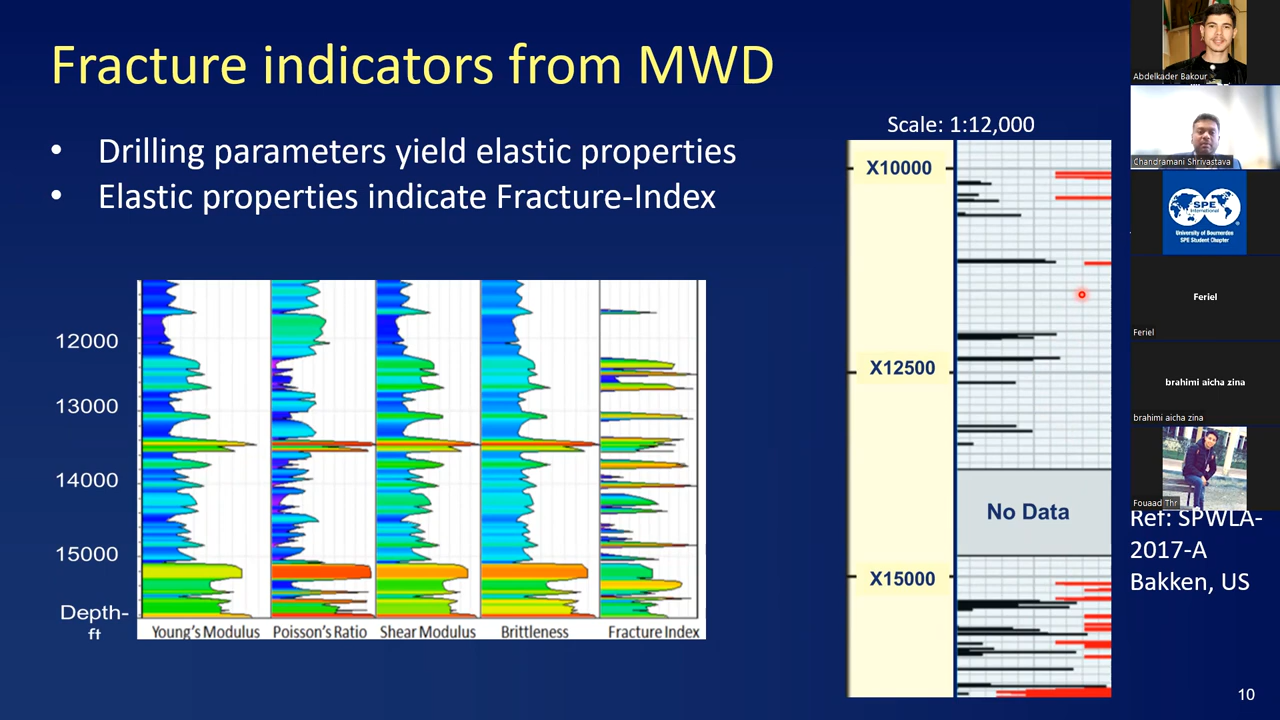 Fracture indicators from MWD
• Drilling parameters yield elastic properties
• Elastic properties indicate Fracture-Index
12000
13000
14000
15000
Depth-
ft
Young's Modulus
Poisson's Ratio
Shear Modulus
Brittleness
Fracture Index
Scale: 1:12,000
X10000
X12500
No Data
X15000
Abdelkader Bakour
Chandramani Shrivastava
SPE
International
University of Boumerdes
SPE Student Chapter
Feriel
Feriel
brahimi aicha zina
brahimi aicha zina
Fouaad Thr
Ref: SPWLA-
2017-A
Bakken, US
10